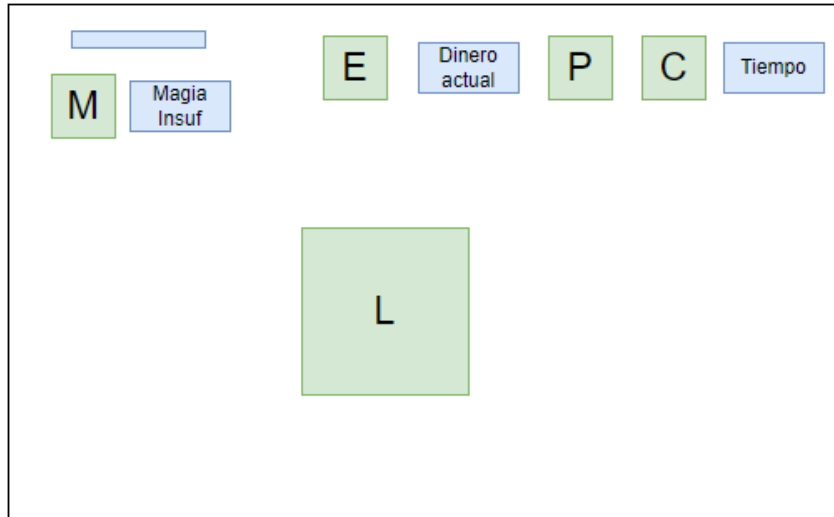 E
Dinero
actual
P
C
Tiempo
M
Magia
Insuf
L